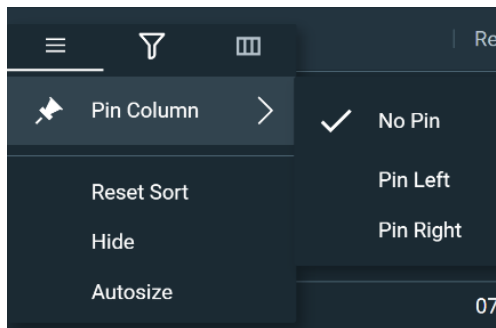 Re
Pin Column
No Pin
Pin Left
Reset Sort
Pin Right
Hide
Autosize
07